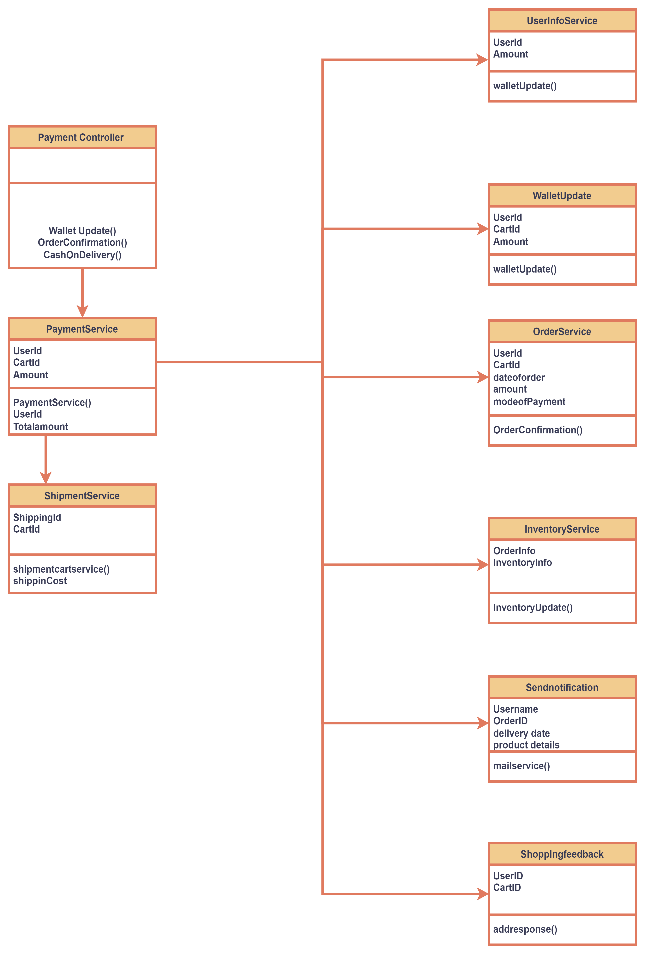 UserInfoService
UserId
Amount
walletUpdate()
Payment Controller
Wallet Update()
OrderConfirmation()
CashOnDelivery()
WalletUpdate
UserId
CartId
Amount
walletUpdate()
PaymentService
UserId
CartId
Amount
PaymentService()
UserId
Totalamount
OrderService
UserId
CartId
dateoforder
amount
modeofPayment
OrderConfirmation()
ShipmentService
ShippingId
CartId
shipmentcartservice()
shippinCost
InventoryService
OrderInfo
InventoryInfo
InventoryUpdate()
Sendnotification
Username
OrderID
delivery date
product details
mailservice()
Shoppingfeedback
UserID
CartID
addresponse()